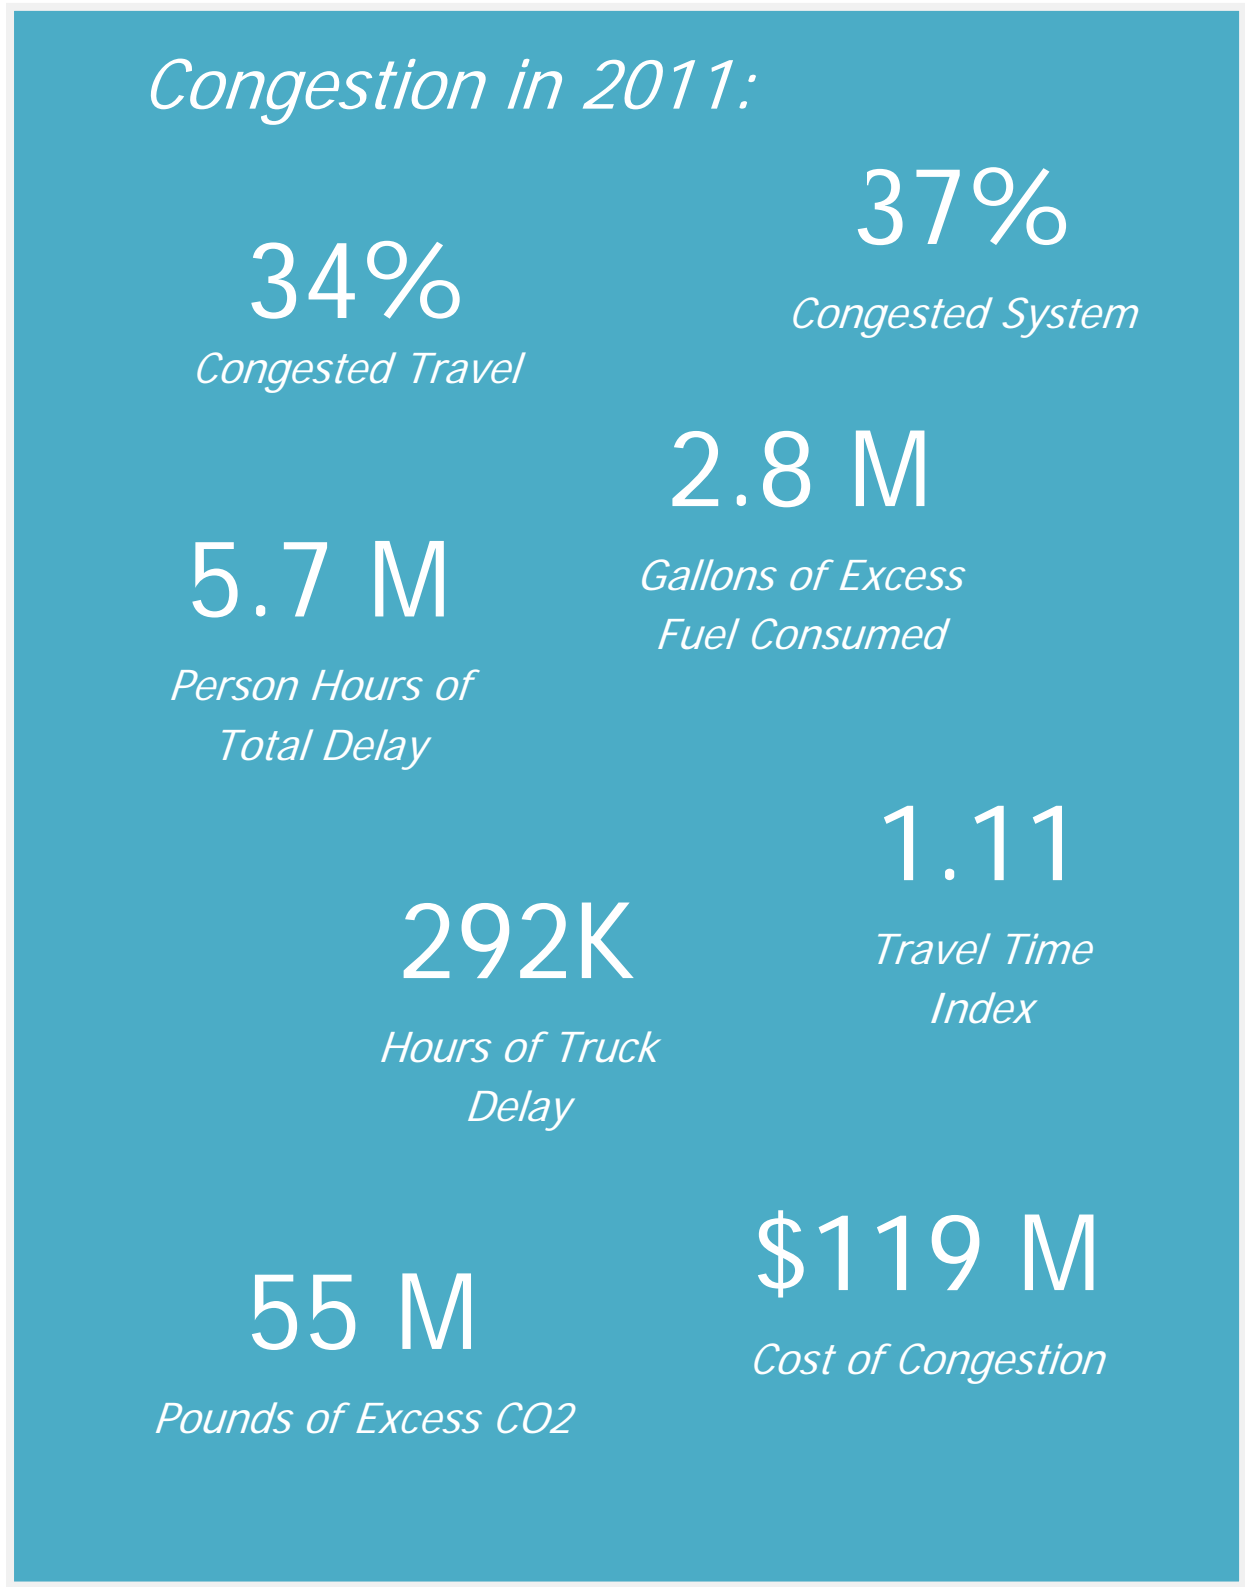 Congestion in 2011:
37%
Congested System
34%
Congested Travel
2.8 M
Gallons of Excess
Fuel Consumed
5.7 M
Person Hours of
Total Delay
1.11
Travel Time
Index
292K
Hours of Truck
Delay
$119 M
Cost of Congestion
55 M
Pounds of Excess CO2